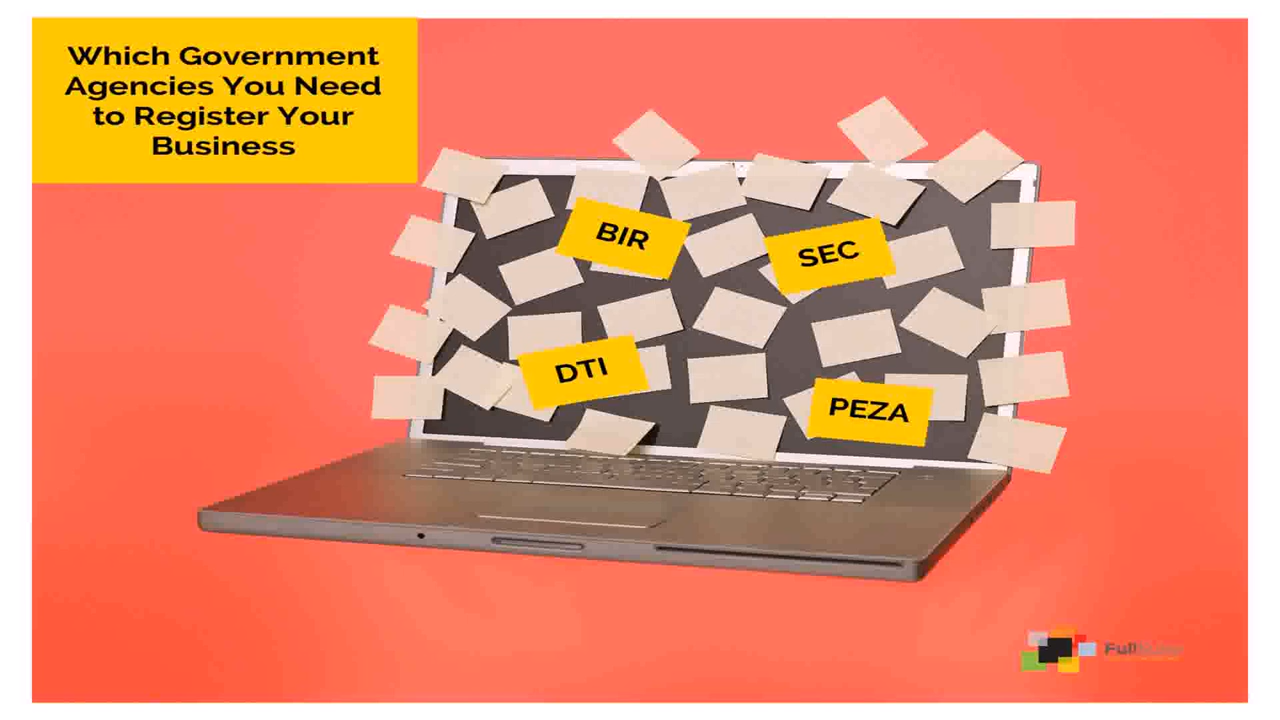 Which Government
Agencies You Need
to Register Your
Business
BIR
SEC
DTI
PEZA